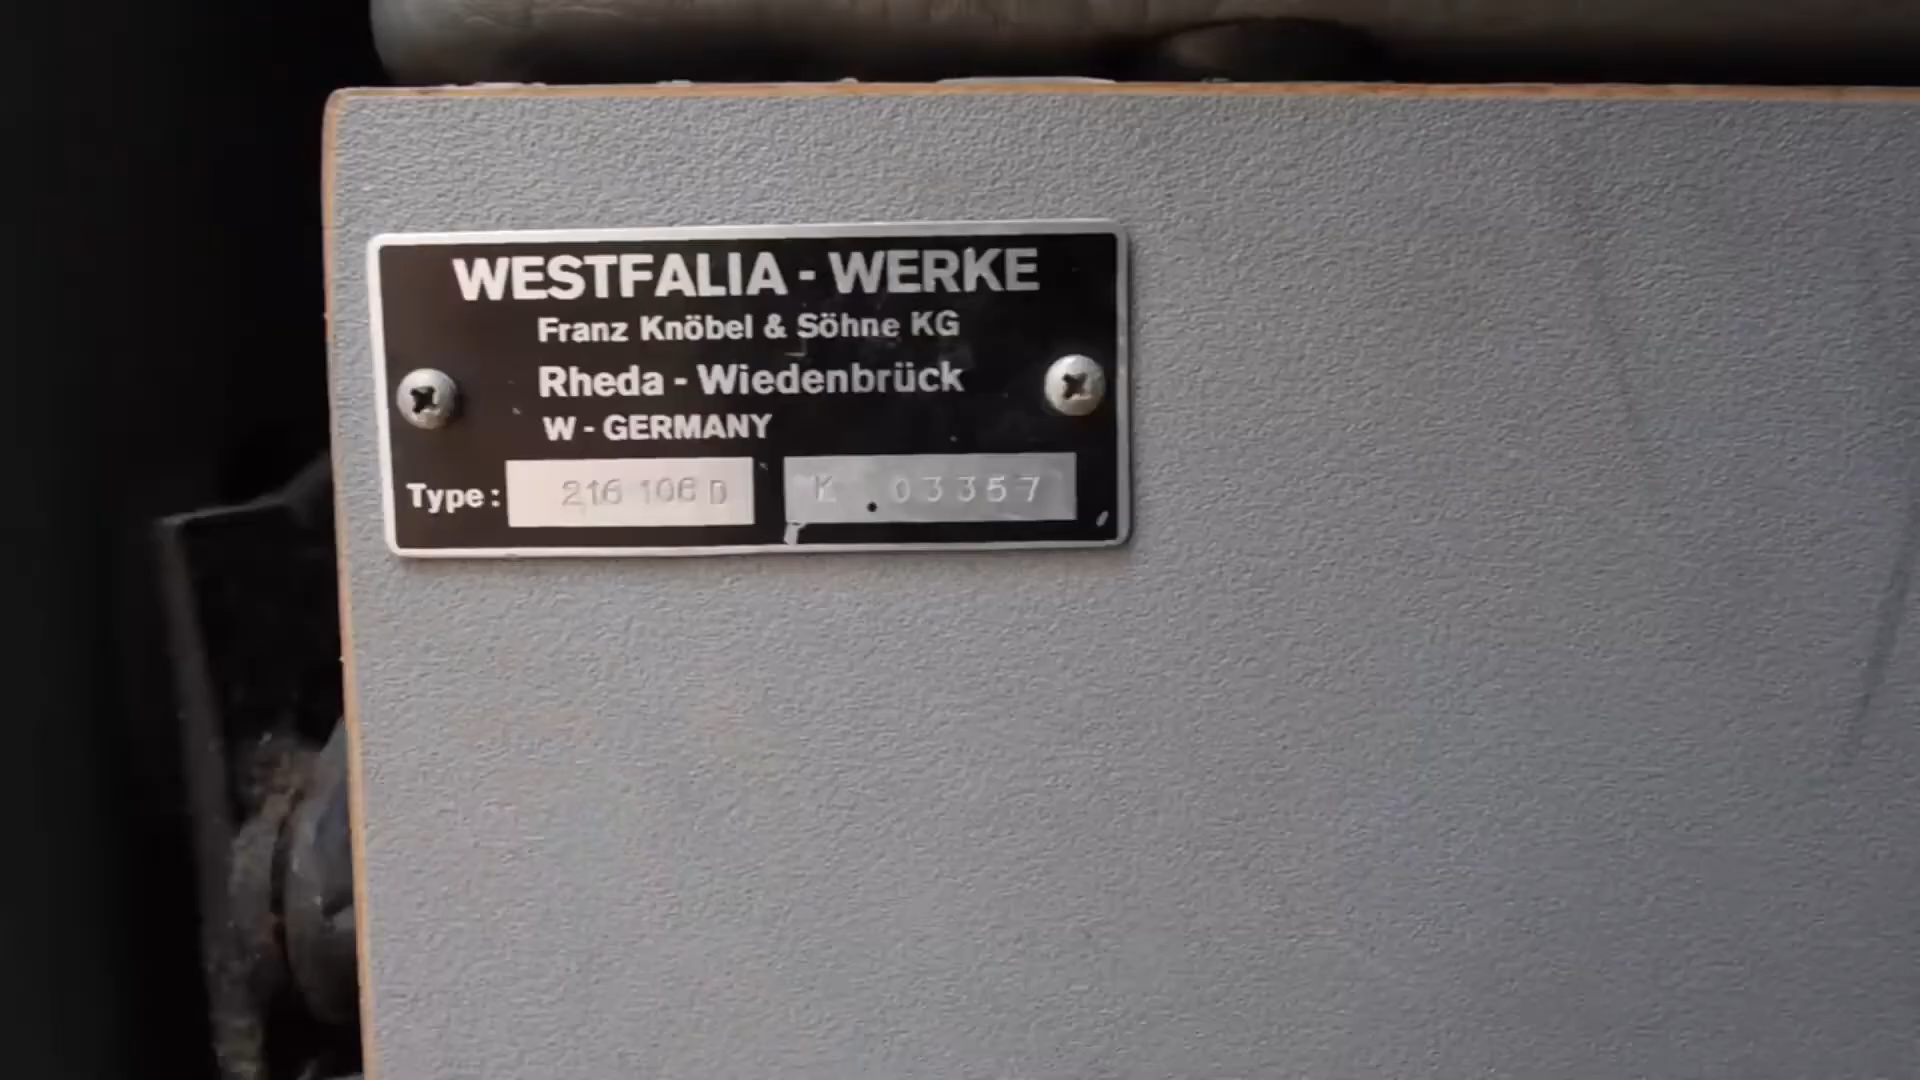 WESTFALIA - WERKE
Franz Knöbel & Söhne KG
Rheda - Wiedenbrück
W - GERMANY
Type: 216 106 D K 03357